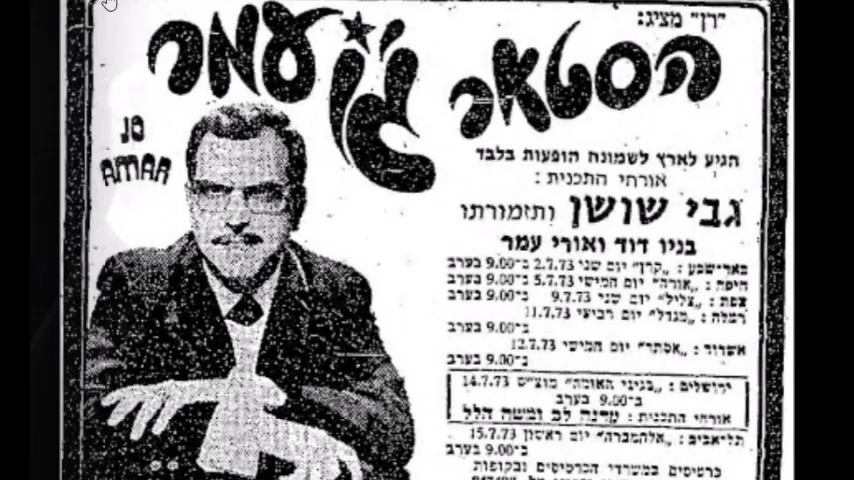 "רן" מציג:
הסטאר ג'ו עמר
JO
AMAR
הגיע לארץ לשמונה הופעות בלבד
אורחי התכנית:
גבי שושן ותזמורתו
בניו דוד ואורי עמר
באר־שבע: „קרן" יום שני 2.7.73 ב־9.00 בערב
חיפה: „אורה" יום חמישי 5.7.73 ב־9.00 בערב
צפת: „צליל" יום שני 9.7.73 ב־9.00 בערב
רמלה: „מגדל" יום רביעי 11.7.73
ב־9.00 בערב
אשדוד: „אסתר" יום חמישי 12.7.73
ב־9.00 בערב
ירושלים: „בניני האומה" מוצ"ש 14.7.73
ב־9.00 בערב
אורחי התכנית: עדנה לב ומשה הלל
תל־אביב: „אלהמברה" יום ראשון 15.7.73
ב־9.00 בערב
כרטיסים במשרדי הכרטיסים ובקופות